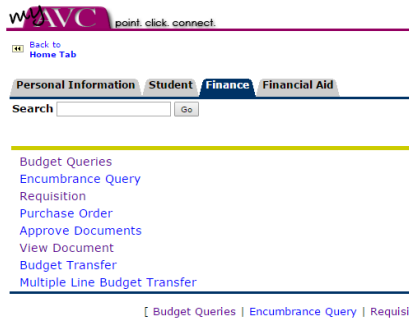 myAVC point. click. connect.
Back to
Home Tab
Personal Information Student Finance Financial Aid
Search Go
Budget Queries
Encumbrance Query
Requisition
Purchase Order
Approve Documents
View Document
Budget Transfer
Multiple Line Budget Transfer
[ Budget Queries | Encumbrance Query | Requisi